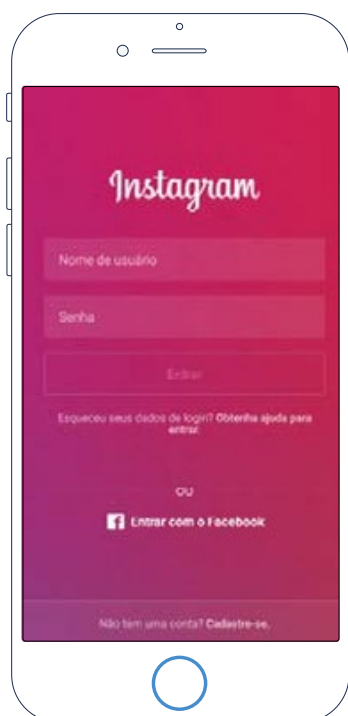 Instagram
Nome de usuário
Senha
Entrar
Esqueceu seus dados de login? Obtenha ajuda para
entrar.
OU
Entrar com o Facebook
Não tem uma conta? Cadastre-se.